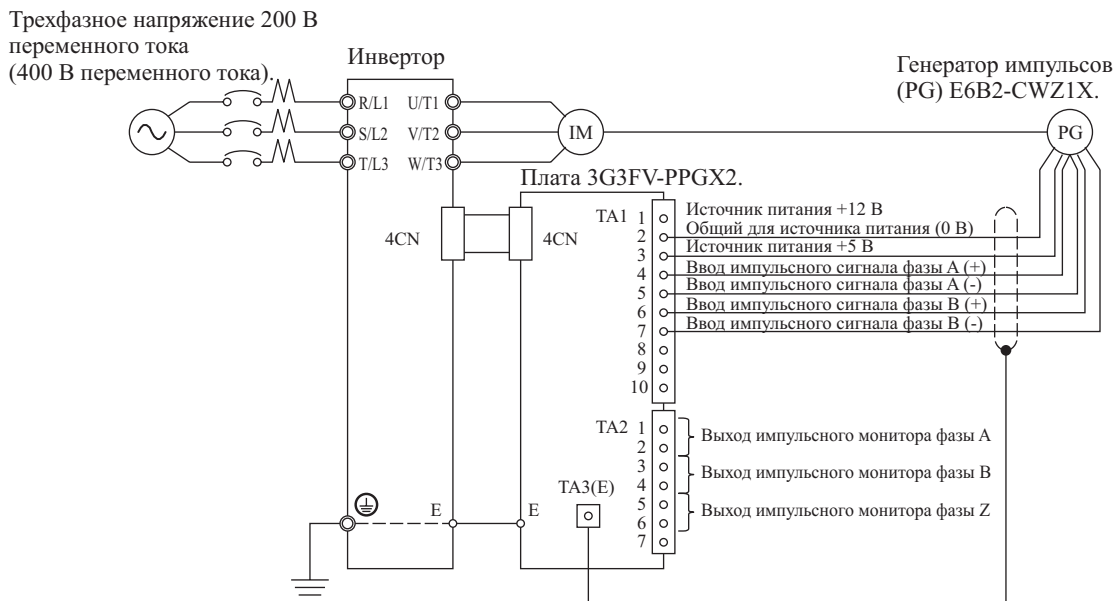 Трехфазное напряжение 200 В
переменного тока
(400 В переменного тока).
Инвертор
Генератор импульсов
(PG) E6B2-CWZ1X.
R/L1 U/T1
S/L2 V/T2
T/L3 W/T3
IM
PG
Плата 3G3FV-PPGX2.
4CN
4CN
TA1
1 Источник питания +12 В
2 Общий для источника питания (0 В)
3 Источник питания +5 В
4 Ввод импульсного сигнала фазы A (+)
5 Ввод импульсного сигнала фазы A (-)
6 Ввод импульсного сигнала фазы B (+)
7 Ввод импульсного сигнала фазы B (-)
8
9
10
TA2
1
2
Выход импульсного монитора фазы A
3
4
Выход импульсного монитора фазы B
5
6
Выход импульсного монитора фазы Z
7
TA3(E)
E
E